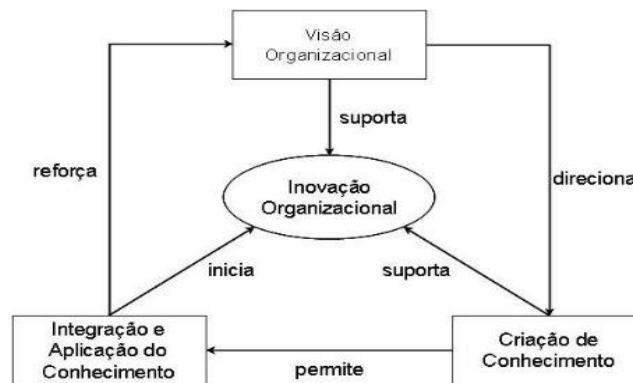 Visão
Organizacional
suporta
reforça
direciona
Inovação
Organizacional
inicia
suporta
Integração e
Aplicação do
Conhecimento
permite
Criação de
Conhecimento